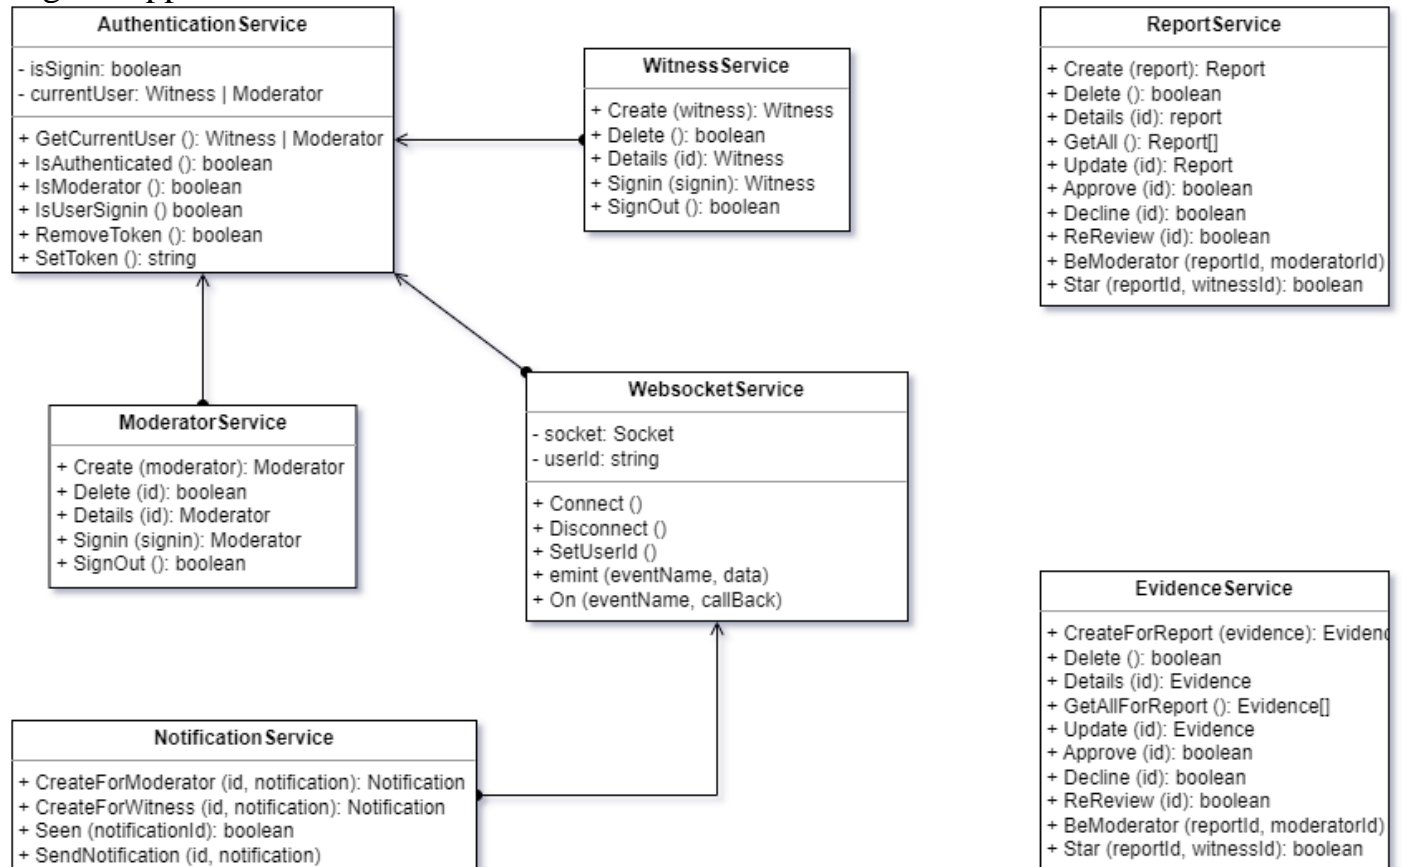 AuthenticationService
- isSignin: boolean
- currentUser: Witness | Moderator
+ GetCurrentUser (): Witness | Moderator
+ IsAuthenticated (): boolean
+ IsModerator (): boolean
+ IsUserSignin () boolean
+ RemoveToken (): boolean
+ SetToken (): string
WitnessService
+ Create (witness): Witness
+ Delete (): boolean
+ Details (id): Witness
+ Signin (signin): Witness
+ SignOut (): boolean
ReportService
+ Create (report): Report
+ Delete (): boolean
+ Details (id): report
+ GetAll (): Report[]
+ Update (id): Report
+ Approve (id): boolean
+ Decline (id): boolean
+ ReReview (id): boolean
+ BeModerator (reportId, moderatorId)
+ Star (reportId, witnessId): boolean
ModeratorService
+ Create (moderator): Moderator
+ Delete (id): boolean
+ Details (id): Moderator
+ Signin (signin): Moderator
+ SignOut (): boolean
WebsocketService
- socket: Socket
- userId: string
+ Connect ()
+ Disconnect ()
+ SetUserId ()
+ emint (eventName, data)
+ On (eventName, callBack)
NotificationService
+ CreateForModerator (id, notification): Notification
+ CreateForWitness (id, notification): Notification
+ Seen (notificationId): boolean
+ SendNotification (id, notification)
EvidenceService
+ CreateForReport (evidence): Evidenc
+ Delete (): boolean
+ Details (id): Evidence
+ GetAllForReport (): Evidence[]
+ Update (id): Evidence
+ Approve (id): boolean
+ Decline (id): boolean
+ ReReview (id): boolean
+ BeModerator (reportId, moderatorId)
+ Star (reportId, witnessId): boolean